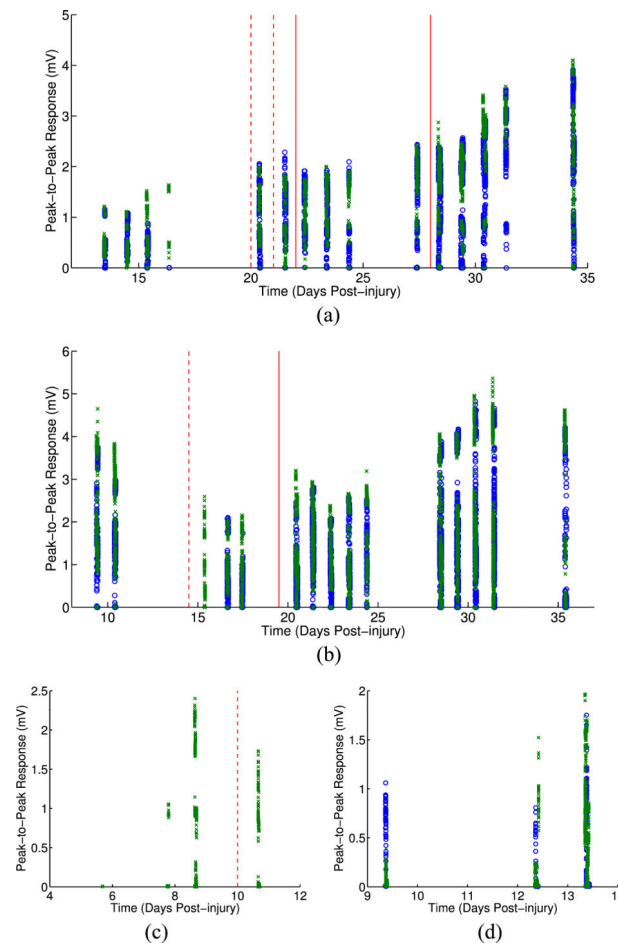 5
4
3
2
1
0
Peak-to-Peak Response (mV)
15 20 25 30 35
Time (Days Post-injury)
(a)
6
5
4
3
2
1
0
Peak-to-Peak Response (mV)
10 15 20 25 30 35
Time (Days Post-injury)
(b)
2.5
2
1.5
1
0.5
0
Peak-to-Peak Response (mV)
4 6 8 10 12
Time (Days Post-injury)
(c)
2
1.5
1
0.5
0
Peak-to-Peak Response (mV)
9 10 11 12 13
Time (Days Post-injury)
(d)